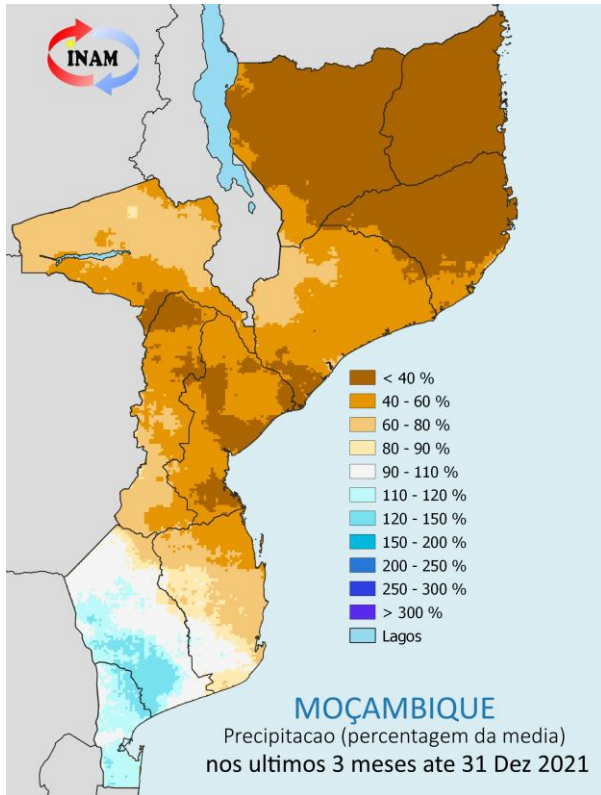 INAM
< 40 %
40 - 60 %
60 - 80 %
80 - 90 %
90 - 110 %
110 - 120 %
120 - 150 %
150 - 200 %
200 - 250 %
250 - 300 %
> 300 %
Lagos
MOÇAMBIQUE
Precipitacao (percentagem da media)
nos ultimos 3 meses ate 31 Dez 2021